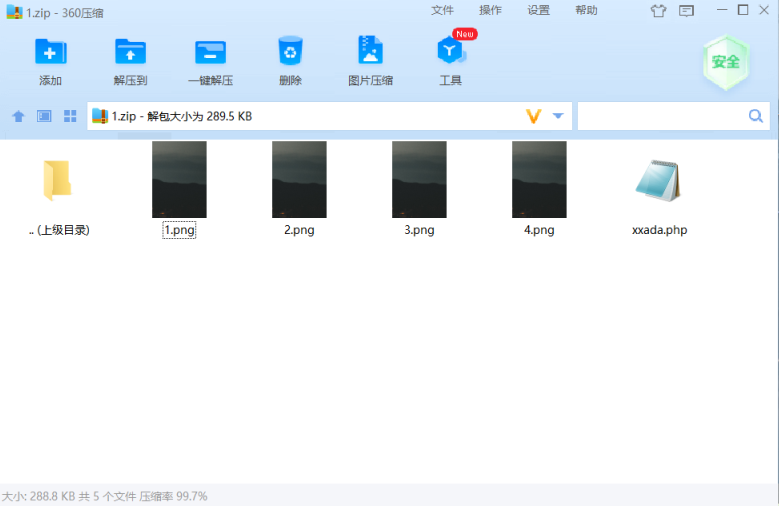 1.zip - 360压缩
文件 操作 设置 帮助
New
添加 解压到 一键解压 删除 图片压缩 工具
安全
1.zip - 解包大小为 289.5 KB
.. (上级目录) 1.png 2.png 3.png 4.png xxada.php
大小: 288.8 KB 共 5 个文件 压缩率 99.7%